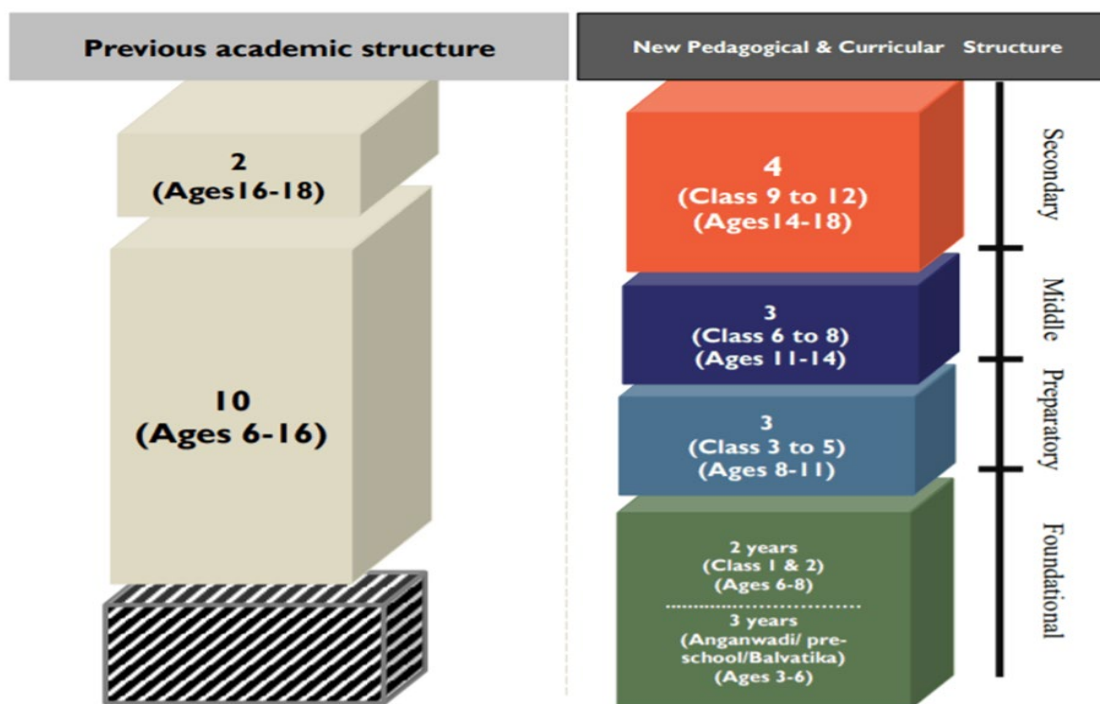 Previous academic structure
New Pedagogical & Curricular Structure
2
(Ages16-18)
10
(Ages 6-16)
4
(Class 9 to 12)
(Ages14-18)
3
(Class 6 to 8)
(Ages 11-14)
3
(Class 3 to 5)
(Ages 8-11)
2 years
(Class 1 & 2)
(Ages 6-8)
3 years
(Anganwadi/ pre-
school/Balvatika)
(Ages 3-6)
Secondary
Middle
Preparatory
Foundational